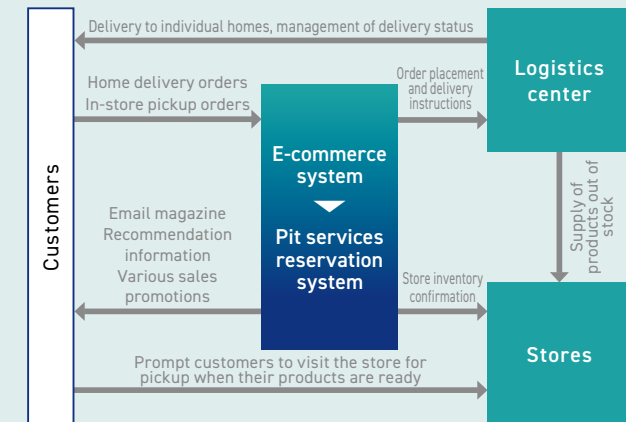 Delivery to individual homes, management of delivery status
Customers
Home delivery orders
In-store pickup orders
Order placement
and delivery
instructions
Logistics
center
E-commerce
system
Pit services
reservation
system
Email magazine
Recommendation
information
Various sales
promotions
Store inventory
confirmation
Supply of
products out of
stock
Stores
Prompt customers to visit the store for
pickup when their products are ready